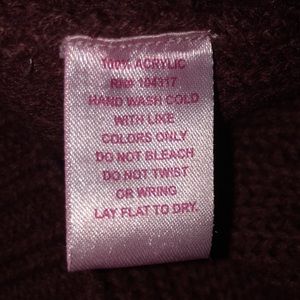 100% ACRYLIC
RN# 104317
HAND WASH COLD
WITH LIKE
COLORS ONLY
DO NOT BLEACH
DO NOT TWIST
OR WRING
LAY FLAT TO DRY.